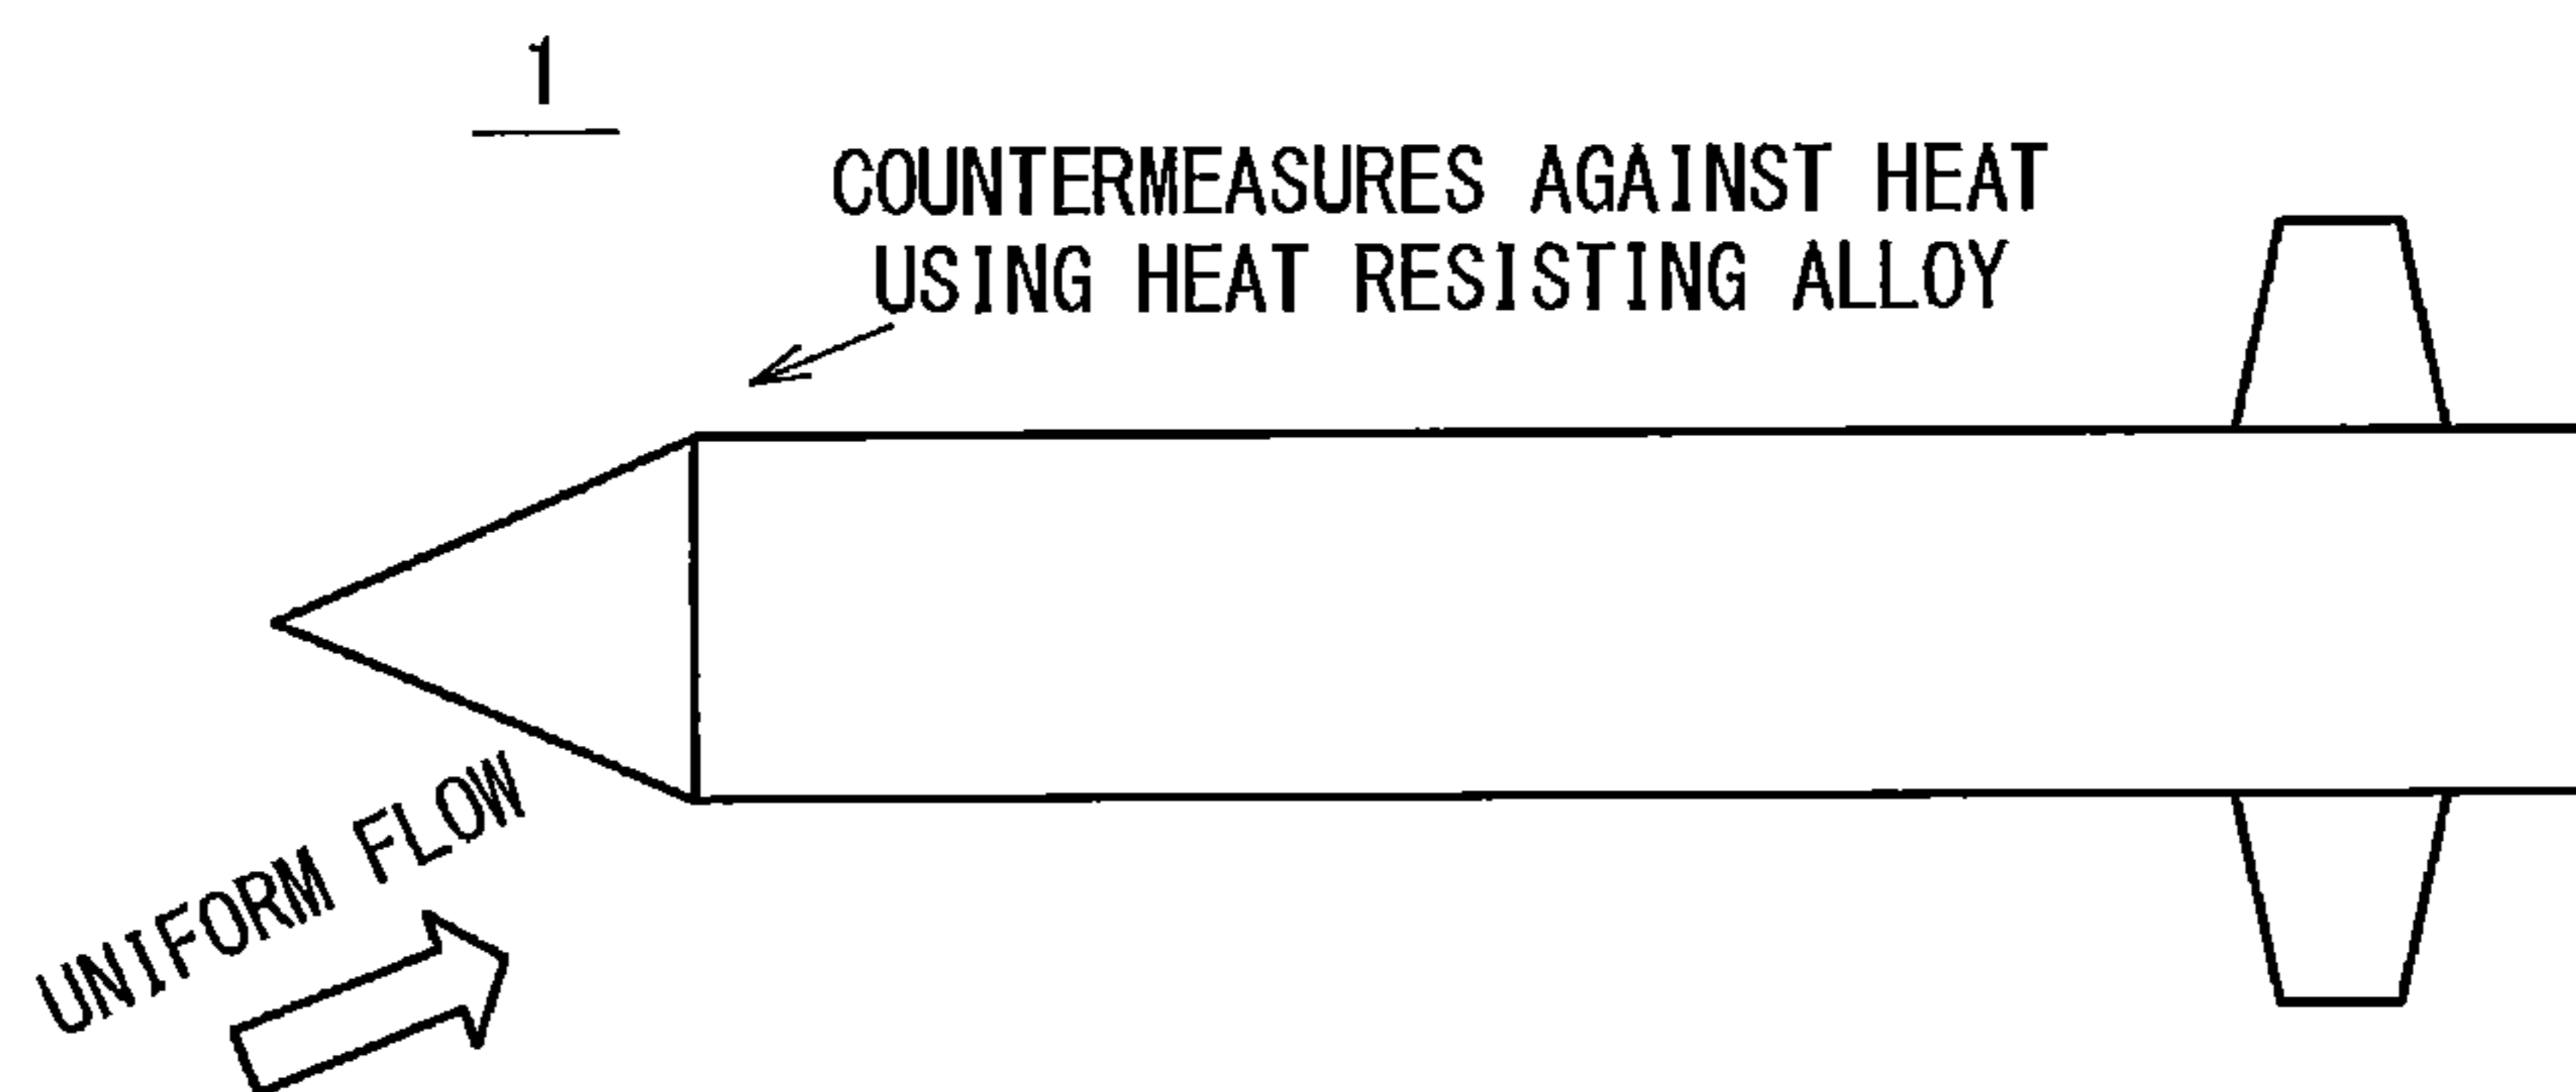 1
COUNTERMEASURES AGAINST HEAT
USING HEAT RESISTING ALLOY
UNIFORM FLOW